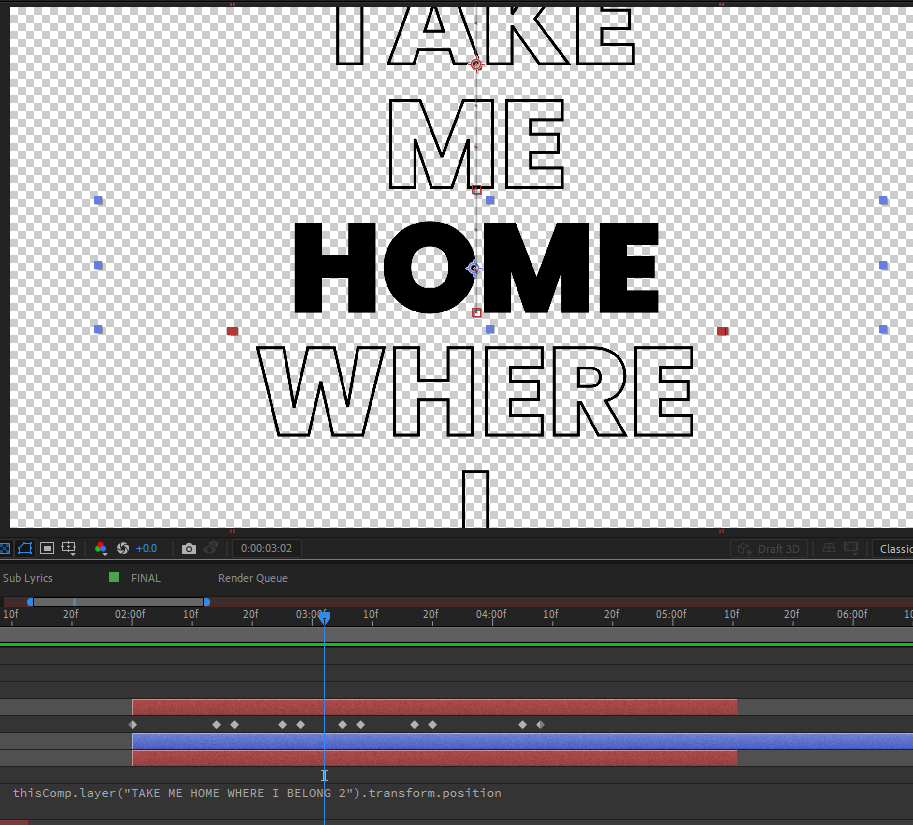 TAKE
ME
HOME
WHERE
I
+0.0
0:00:03:02
Draft 3D
Classic
Sub Lyrics
FINAL
Render Queue
10f 20f 02:00f 10f 20f 03:00f 10f 20f 04:00f 10f 20f 05:00f 10f 20f 06:00f 10
thisComp.layer("TAKE ME HOME WHERE I BELONG 2").transform.position